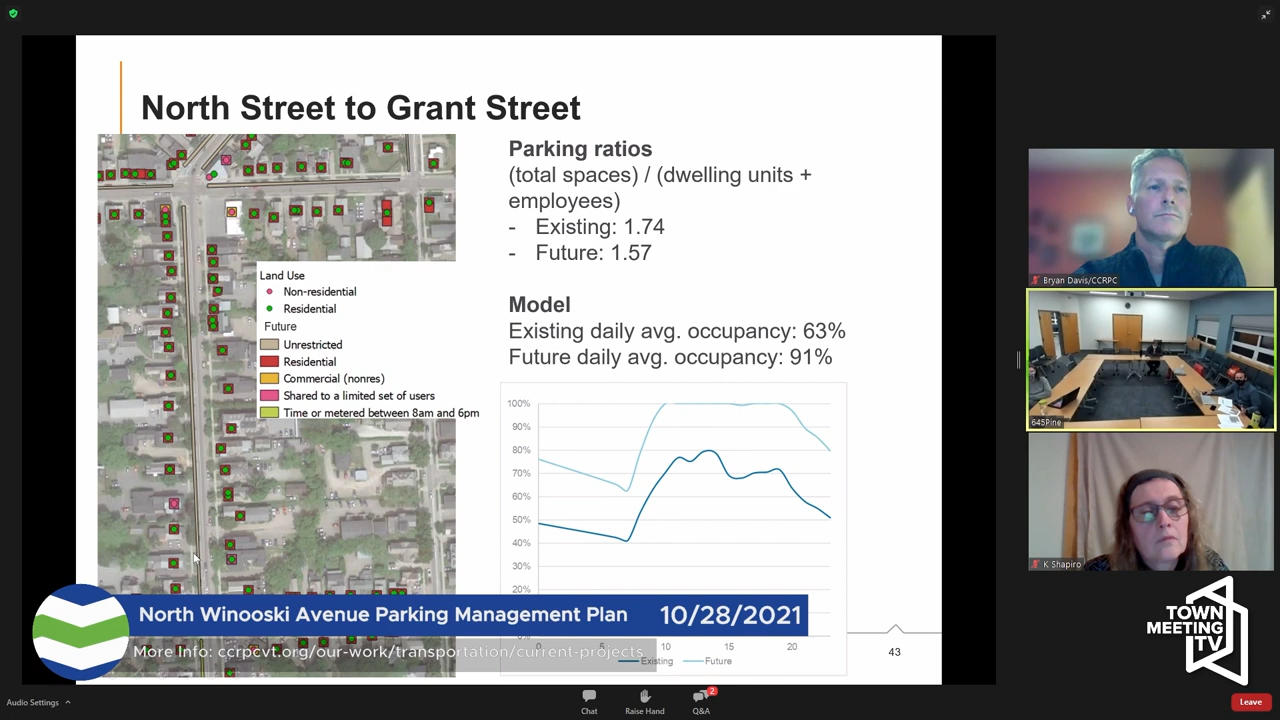 North Street to Grant Street
Parking ratios
(total spaces) / (dwelling units +
employees)
- Existing: 1.74
- Future: 1.57
Model
Existing daily avg. occupancy: 63%
Future daily avg. occupancy: 91%
Land Use
Non-residential
Residential
Future
Unrestricted
Residential
Commercial (nonres)
Shared to a limited set of users
Time or metered between 8am and 6pm
100%
90%
80%
70%
60%
50%
40%
30%
20%
0 5 10 15 20
Existing Future
43
North Winooski Avenue Parking Management Plan 10/28/2021
More Info: ccrpcvt.org/our-work/transportation/current-projects
Bryan Davis/CCRPC
645Pine
K Shapiro
TOWN
MEETING
TV
Audio Settings
Chat
Raise Hand
2
Q&A
Leave